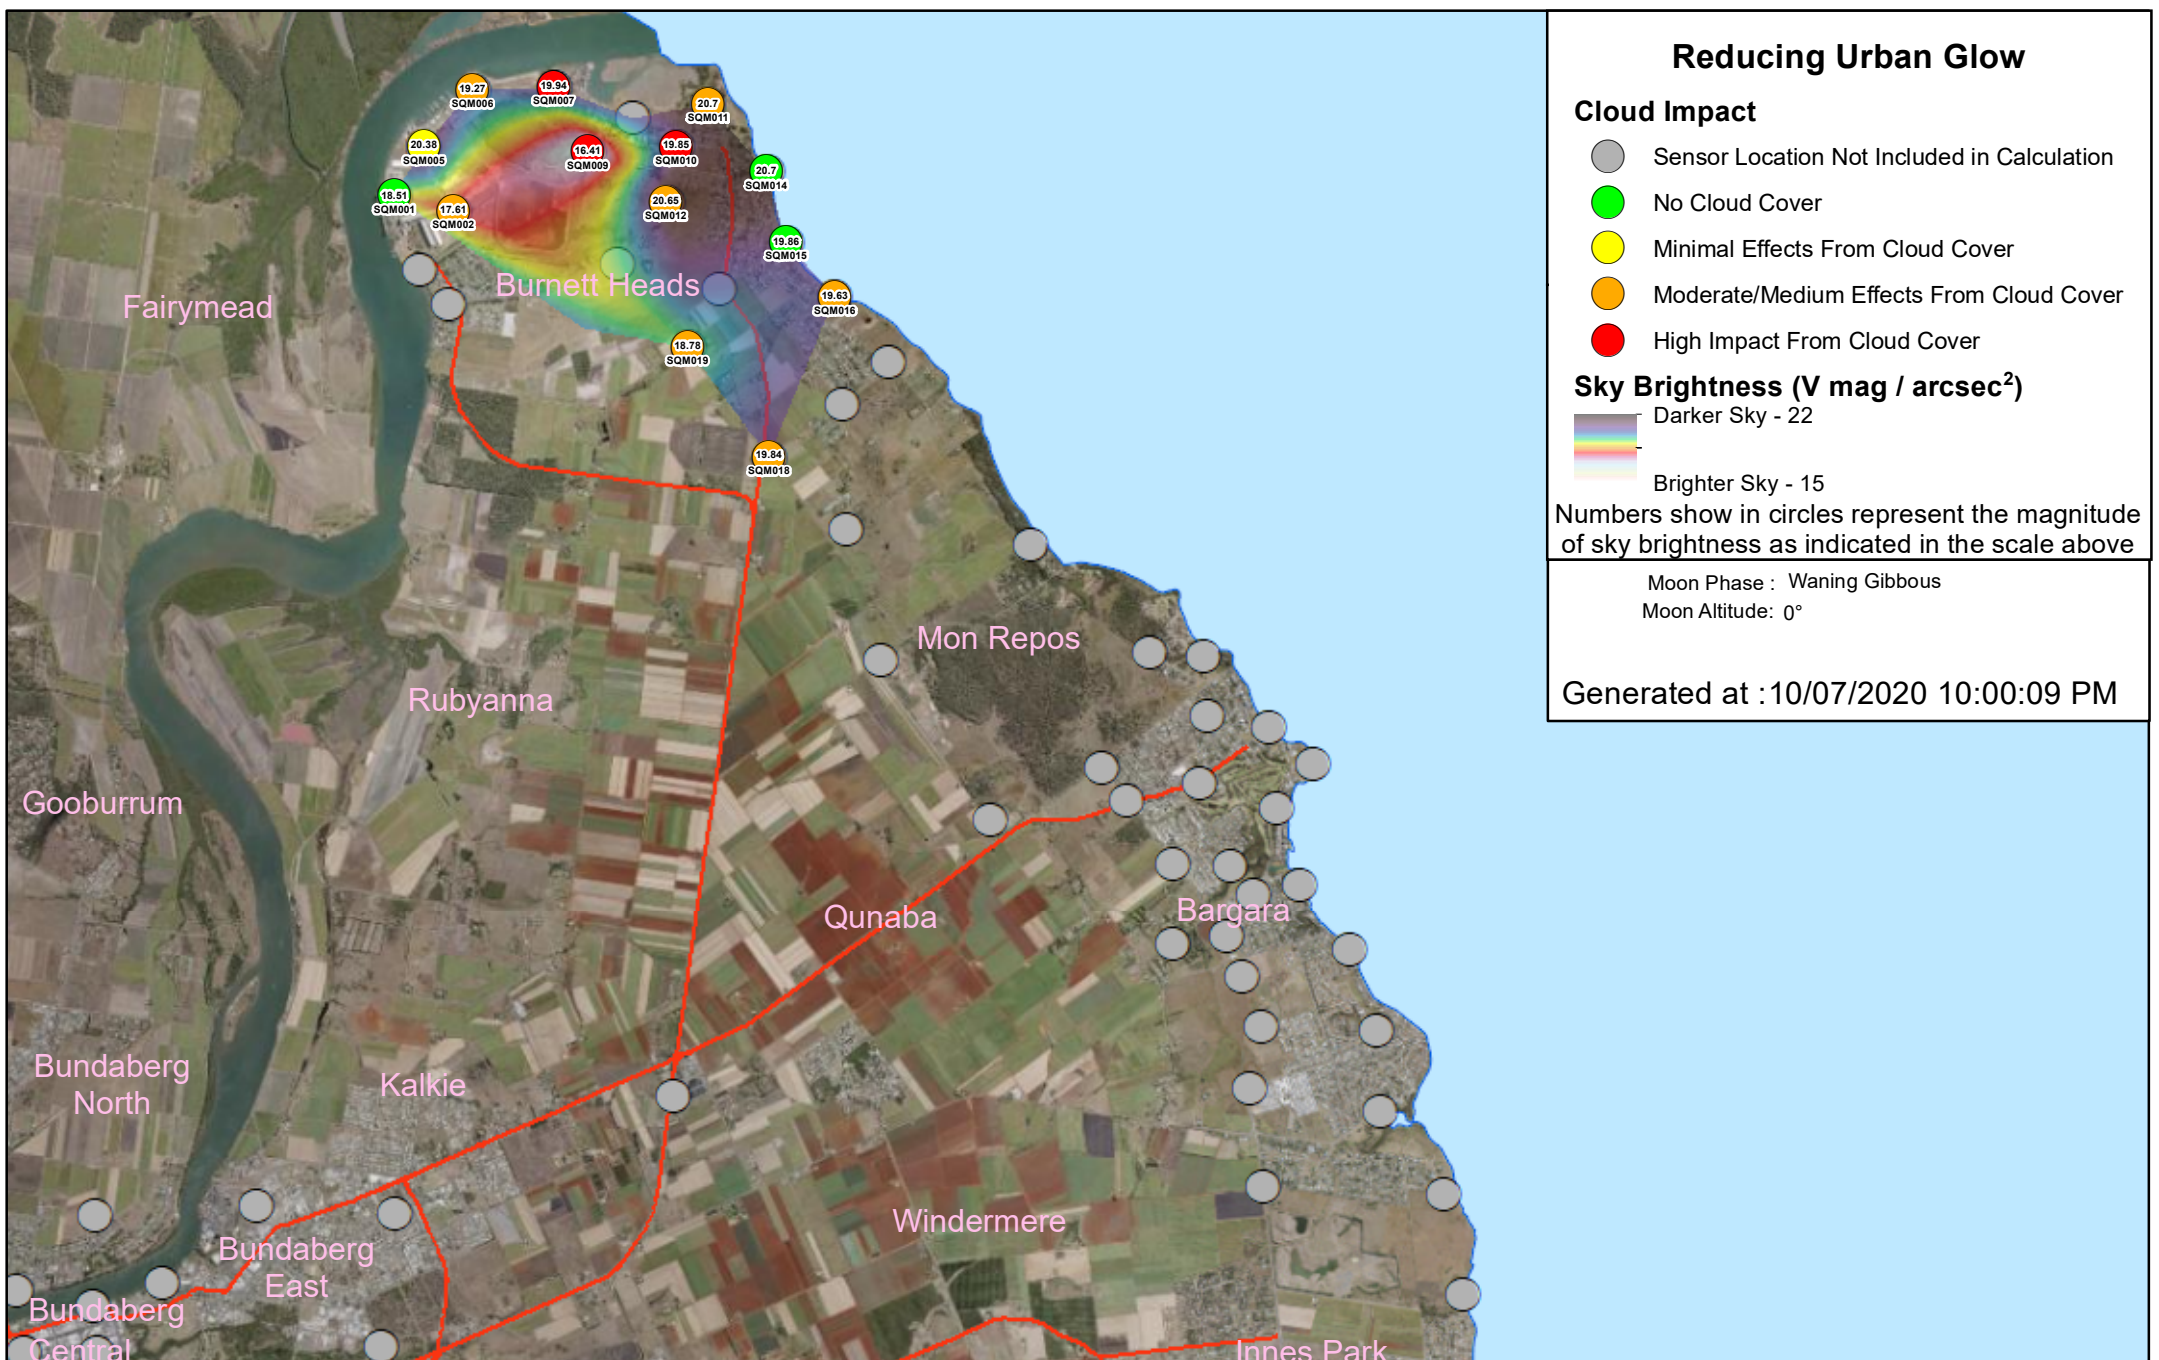 Reducing Urban Glow
Cloud Impact
Sensor Location Not Included in Calculation
No Cloud Cover
Minimal Effects From Cloud Cover
Moderate/Medium Effects From Cloud Cover
High Impact From Cloud Cover
Sky Brightness (V mag / arcsec²)
Darker Sky - 22
Brighter Sky - 15
Numbers show in circles represent the magnitude
of sky brightness as indicated in the scale above
Moon Phase : Waning Gibbous
Moon Altitude: 0°
Generated at :10/07/2020 10:00:09 PM
19.27
SQM006
19.94
SQM007
20.7
SQM011
20.38
SQM005
16.41
SQM009
19.85
SQM010
20.7
SQM014
18.51
SQM001
17.61
SQM002
20.65
SQM012
19.86
SQM015
19.63
SQM016
18.78
SQM019
19.84
SQM018
Burnett Heads
Fairymead
Mon Repos
Rubyanna
Gooburrum
Qunaba
Bargara
Bundaberg
North
Kalkie
Windermere
Bundaberg
East
Bundaberg
Central
Innes Park